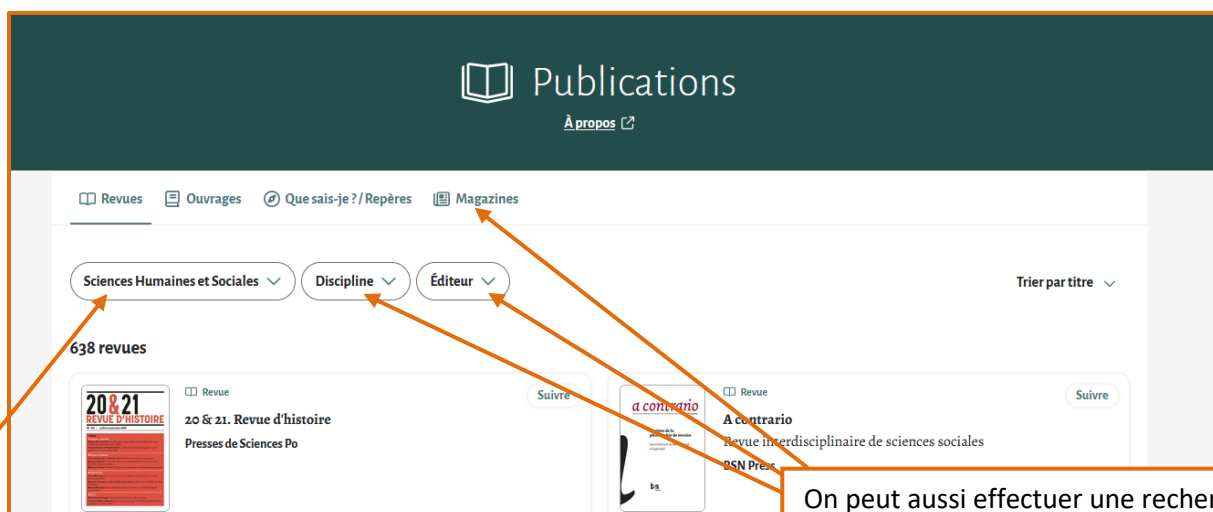 Publications
À propos
Revues Ouvrages Que sais-je ? / Repères Magazines
Sciences Humaines et Sociales Discipline Éditeur Trier par titre
638 revues
20 & 21
REVUE D'HISTOIRE
Revue
Suivre
20 & 21. Revue d'histoire
Presses de Sciences Po
a contrario
Revue
Suivre
A contrario
Revue interdisciplinaire de sciences sociales
BSN Press
On peut aussi effectuer une recher